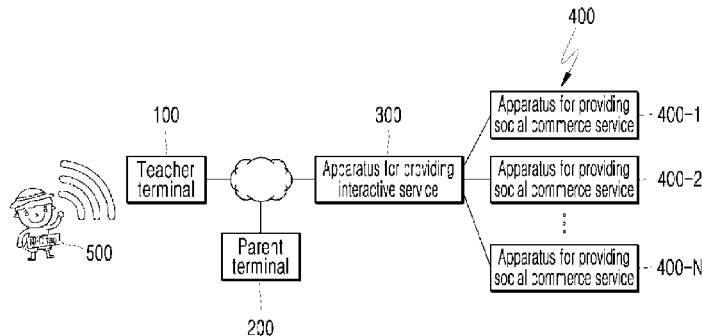 400
100
300
Apparatus for providing
social commerce service
400-1
Teacher
terminal
Apparatus for providing
interactive service
Apparatus for providing
social commerce service
400-2
500
Parent
terminal
Apparatus for providing
social commerce service
400-N
200